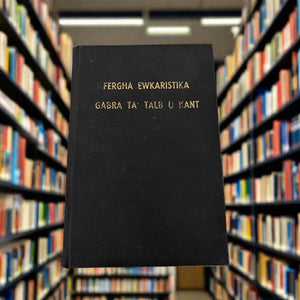 FERGHA EWKARISTIKA
GABRA TA' TALB U KANT